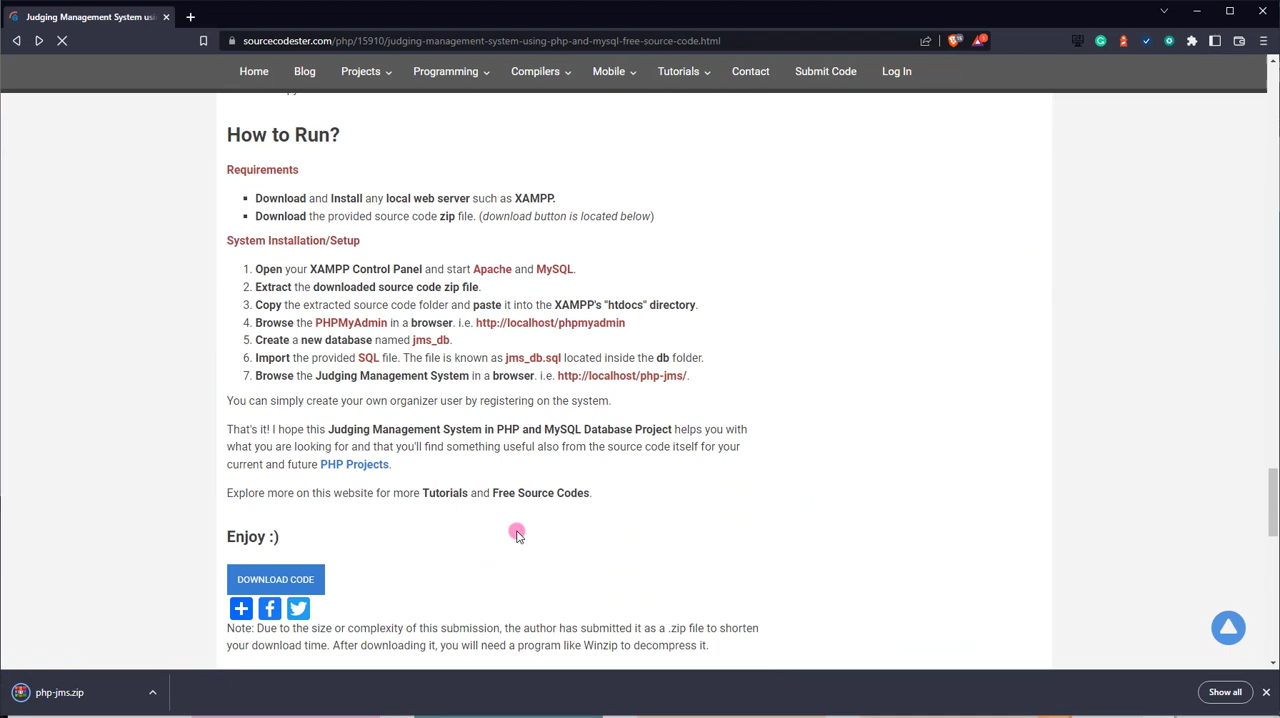 Judging Management System usin
sourcecodester.com/php/15910/judging-management-system-using-php-and-mysql-free-source-code.html
Home Blog Projects Programming Compilers Mobile Tutorials Contact Submit Code Log In
How to Run?
Requirements
Download and Install any local web server such as XAMPP.
Download the provided source code zip file. (download button is located below)
System Installation/Setup
1. Open your XAMPP Control Panel and start Apache and MySQL.
2. Extract the downloaded source code zip file.
3. Copy the extracted source code folder and paste it into the XAMPP's "htdocs" directory.
4. Browse the PHPMyAdmin in a browser. i.e. http://localhost/phpmyadmin
5. Create a new database named jms_db.
6. Import the provided SQL file. The file is known as jms_db.sql located inside the db folder.
7. Browse the Judging Management System in a browser. i.e. http://localhost/php-jms/.
You can simply create your own organizer user by registering on the system.
That's it! I hope this Judging Management System in PHP and MySQL Database Project helps you with
what you are looking for and that you'll find something useful also from the source code itself for your
current and future PHP Projects.
Explore more on this website for more Tutorials and Free Source Codes.
Enjoy :)
DOWNLOAD CODE
Note: Due to the size or complexity of this submission, the author has submitted it as a .zip file to shorten
your download time. After downloading it, you will need a program like Winzip to decompress it.
php-jms.zip
Show all